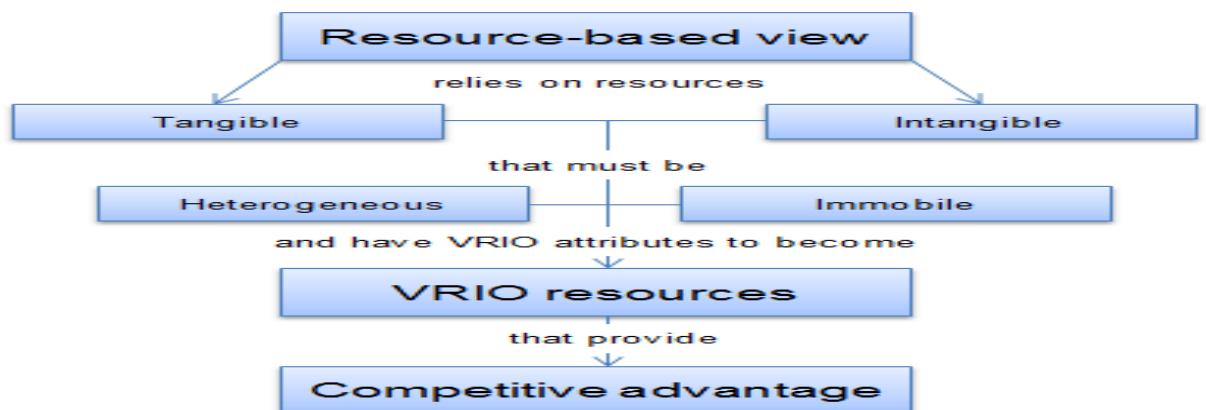 Resource-based view
relies on resources
Tangible
Intangible
that must be
Heterogeneous
Immobile
and have VRIO attributes to become
VRIO resources
that provide
Competitive advantage